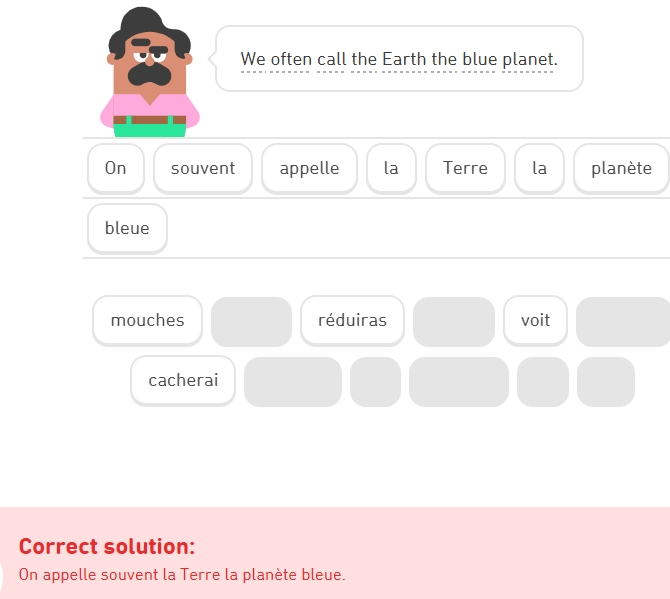 We often call the Earth the blue planet.
On souvent appelle la Terre la planète
bleue
mouches réduiras voit
cacherai
Correct solution:
On appelle souvent la Terre la planète bleue.